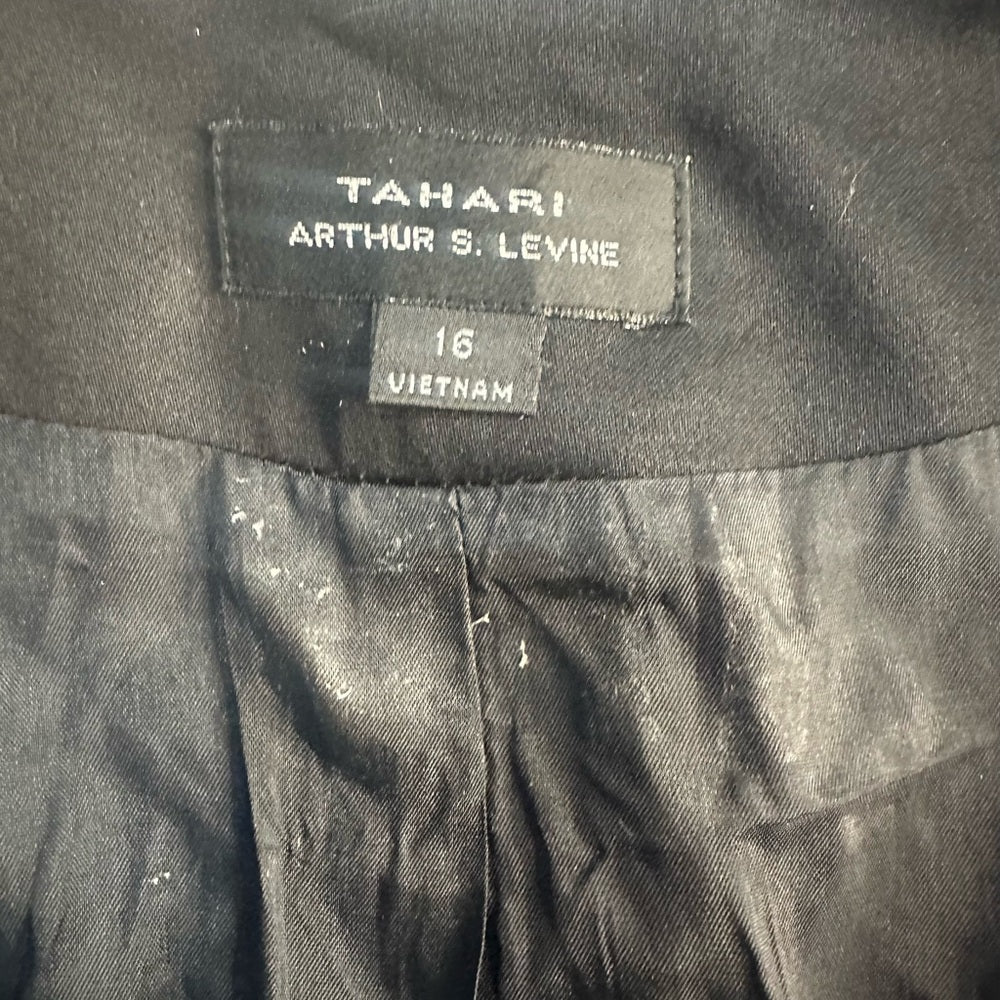 TAHARI
ARTHUR S. LEVINE
16
VIETNAM